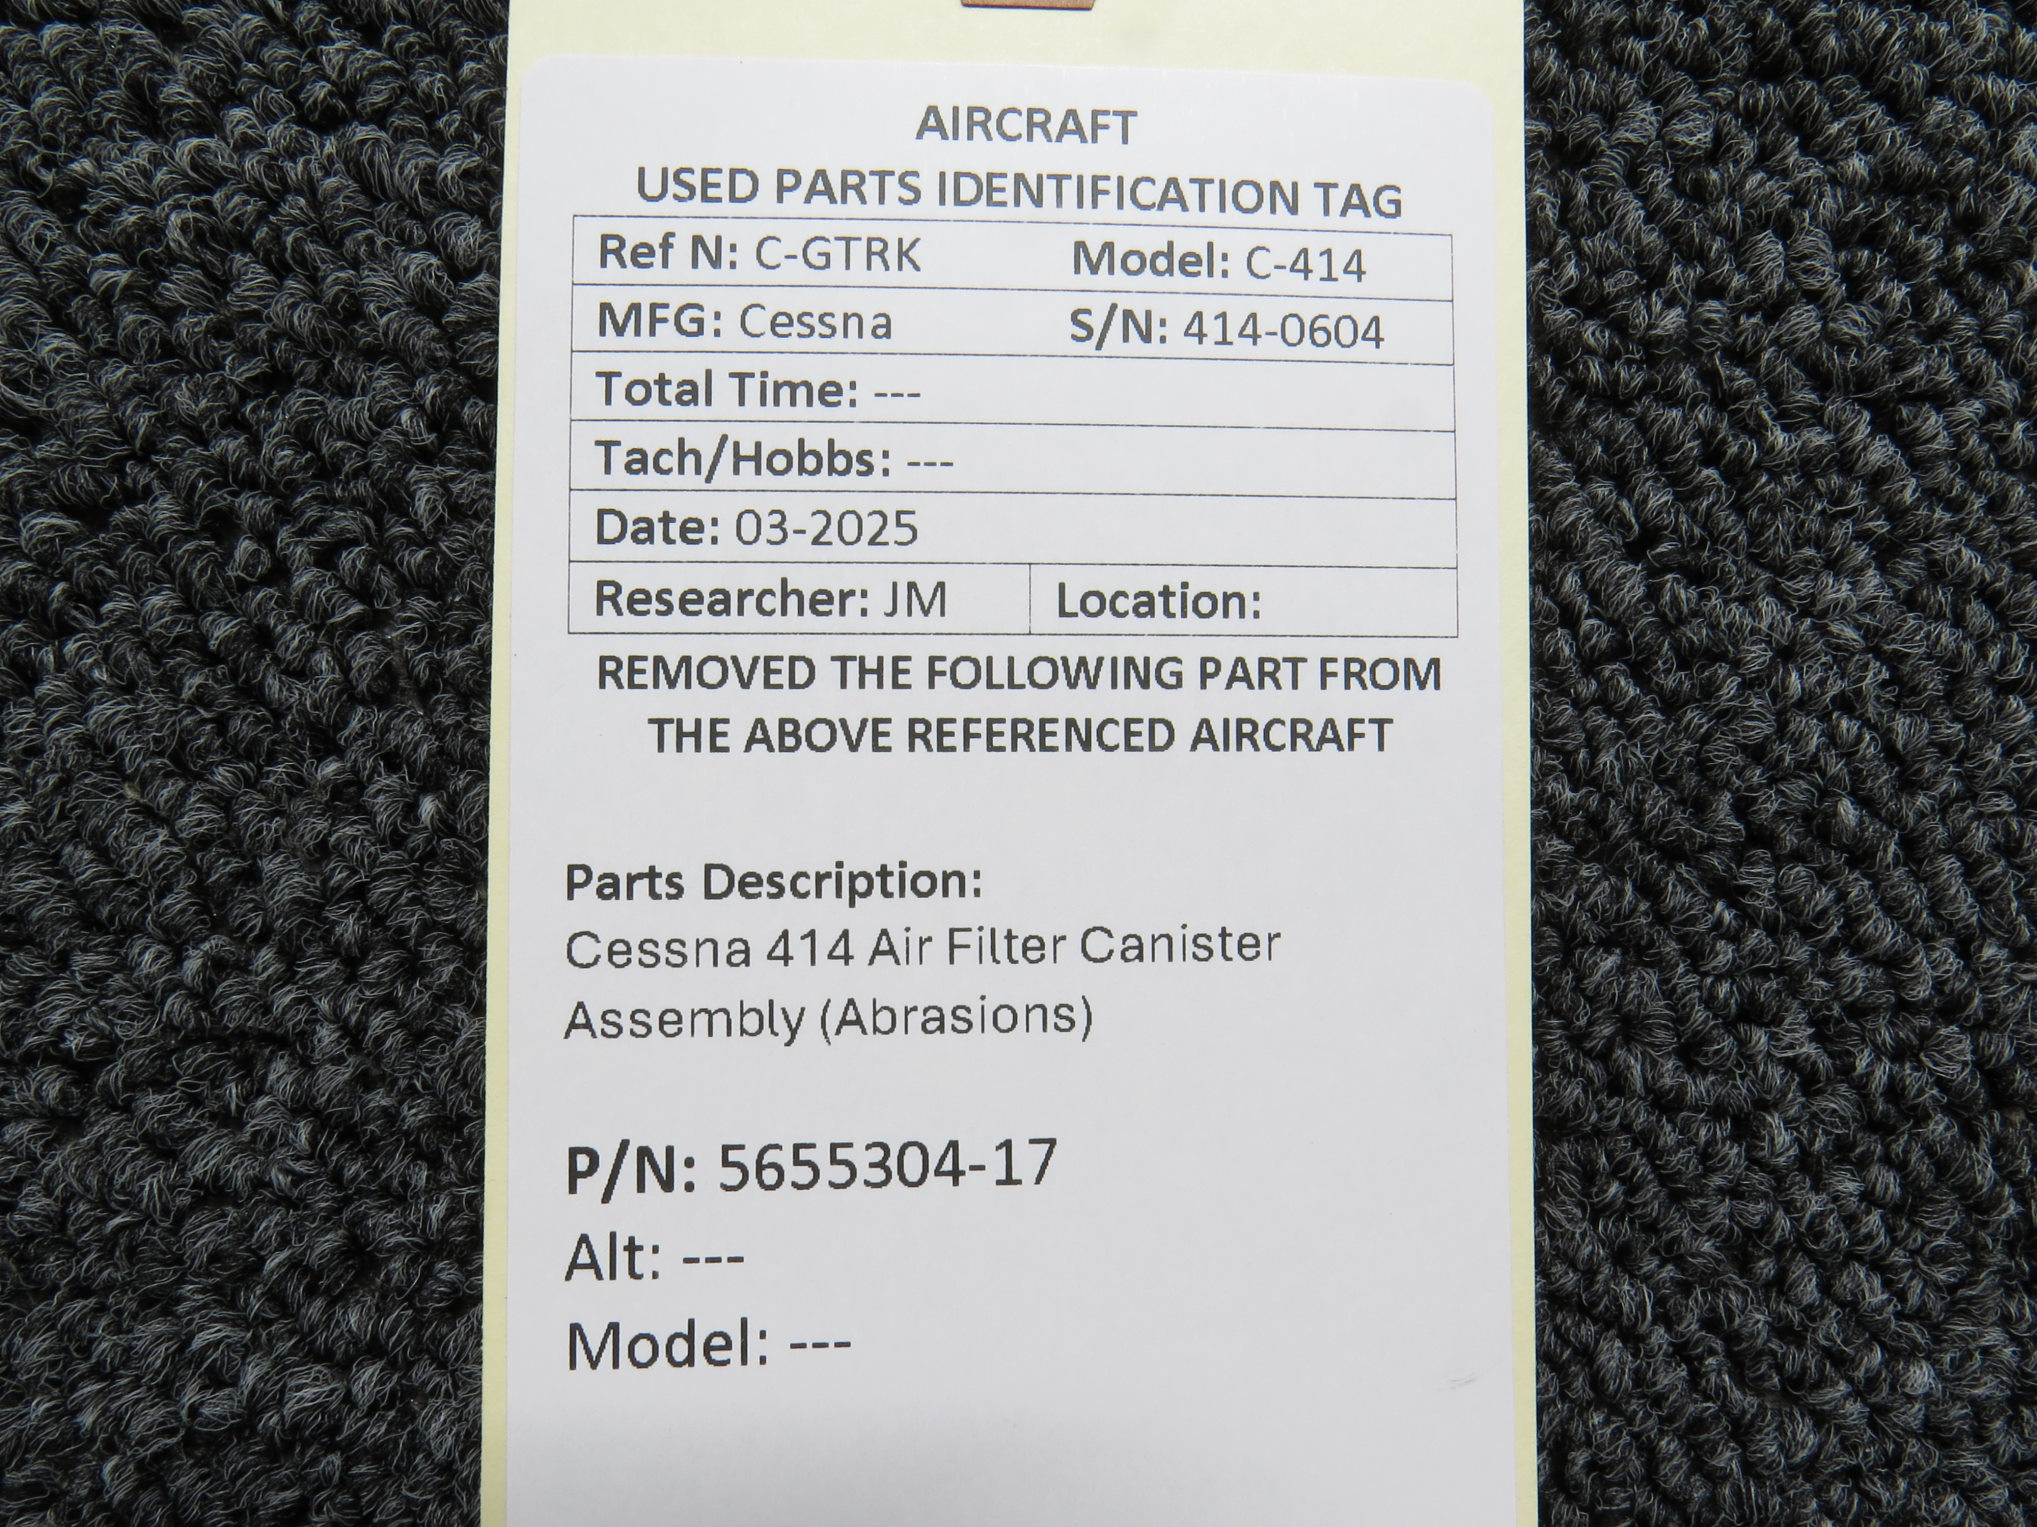 AIRCRAFT
USED PARTS IDENTIFICATION TAG
Ref N: C-GTRK Model: C-414
MFG: Cessna S/N: 414-0604
Total Time: ---
Tach/Hobbs: ---
Date: 03-2025
Researcher: JM Location:
REMOVED THE FOLLOWING PART FROM
THE ABOVE REFERENCED AIRCRAFT
Parts Description:
Cessna 414 Air Filter Canister
Assembly (Abrasions)
P/N: 5655304-17
Alt: ---
Model: ---